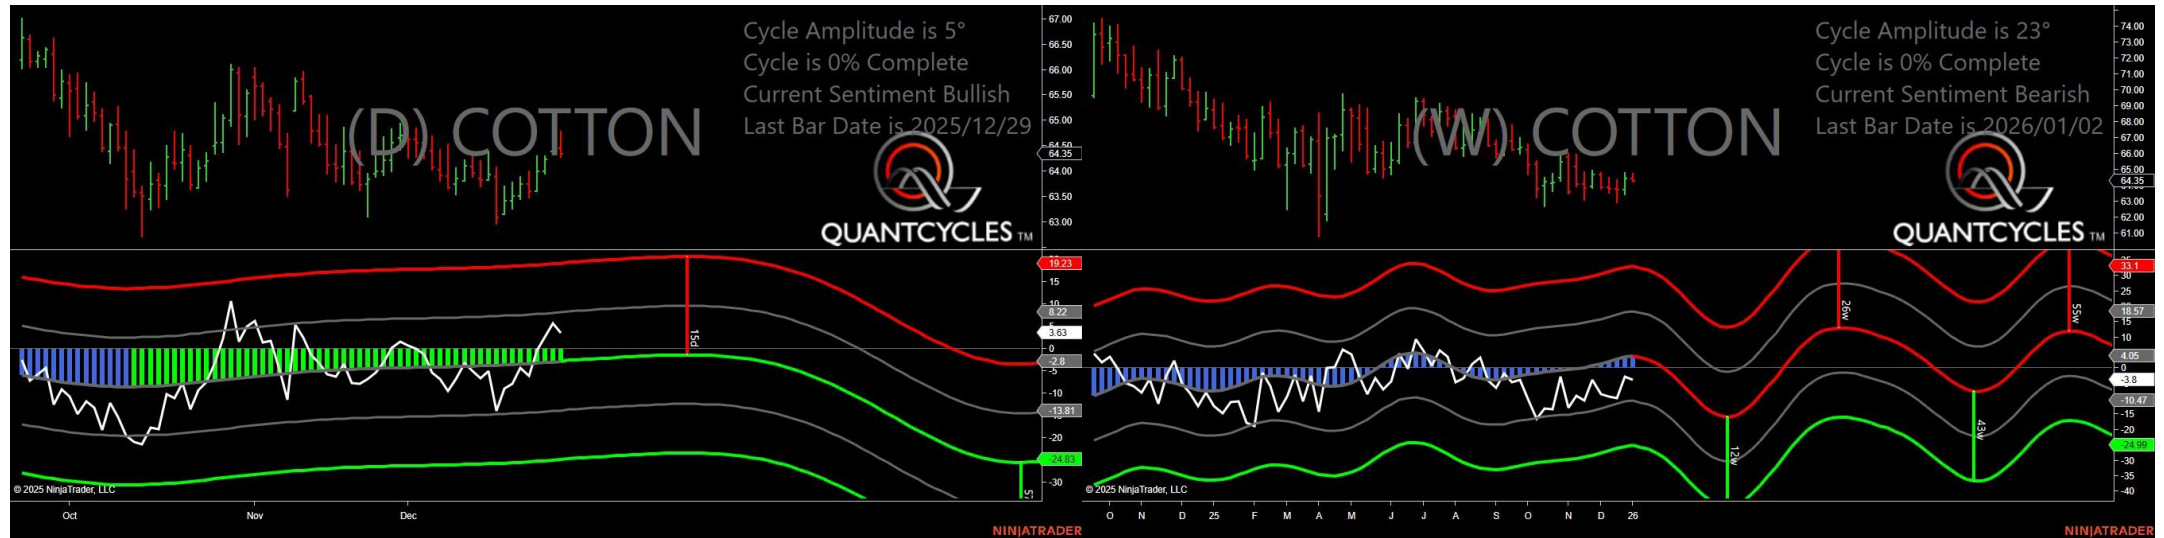 Cycle Amplitude is 5°
Cycle is 0% Complete
Current Sentiment Bullish
Last Bar Date is 2025/12/29
(D) COTTON
QUANTCYCLES TM
67.00
66.50
66.00
65.50
65.00
64.50
64.35
64.00
63.50
63.00
19.23
15
10
8.22
3.63
0
-2.8
-5
-10
-13.81
-20
-24.83
-30
15d
© 2025 NinjaTrader, LLC
Oct Nov Dec
NINJATRADER
Cycle Amplitude is 23°
Cycle is 0% Complete
Current Sentiment Bearish
Last Bar Date is 2026/01/02
(W) COTTON
QUANTCYCLES TM
74.00
73.00
72.00
71.00
70.00
69.00
68.00
67.00
66.00
65.00
64.35
63.00
62.00
61.00
33.1
30
25
18.57
15
10
4.05
0
-3.8
-10.47
-15
-20
-24.99
-30
-35
-40
12w
26w
43w
55w
© 2025 NinjaTrader, LLC
O N D 25 F M A M J J A S O N D 26
NINJATRADER